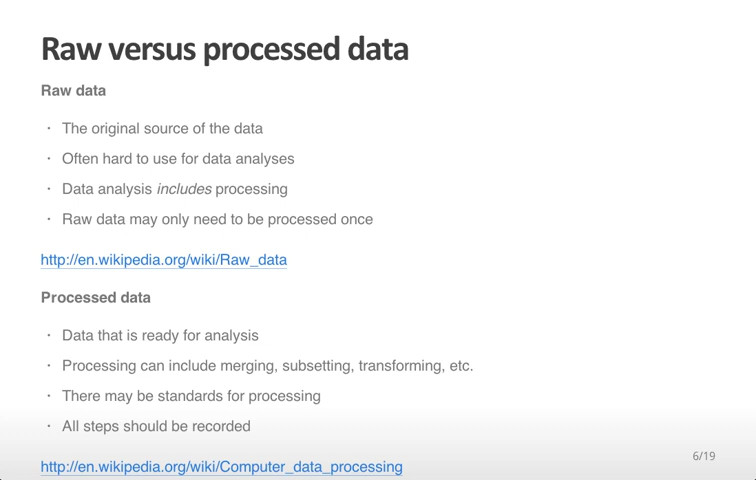 Raw versus processed data
Raw data
· The original source of the data
· Often hard to use for data analyses
· Data analysis includes processing
· Raw data may only need to be processed once
http://en.wikipedia.org/wiki/Raw_data
Processed data
· Data that is ready for analysis
· Processing can include merging, subsetting, transforming, etc.
· There may be standards for processing
· All steps should be recorded
http://en.wikipedia.org/wiki/Computer_data_processing
6/19